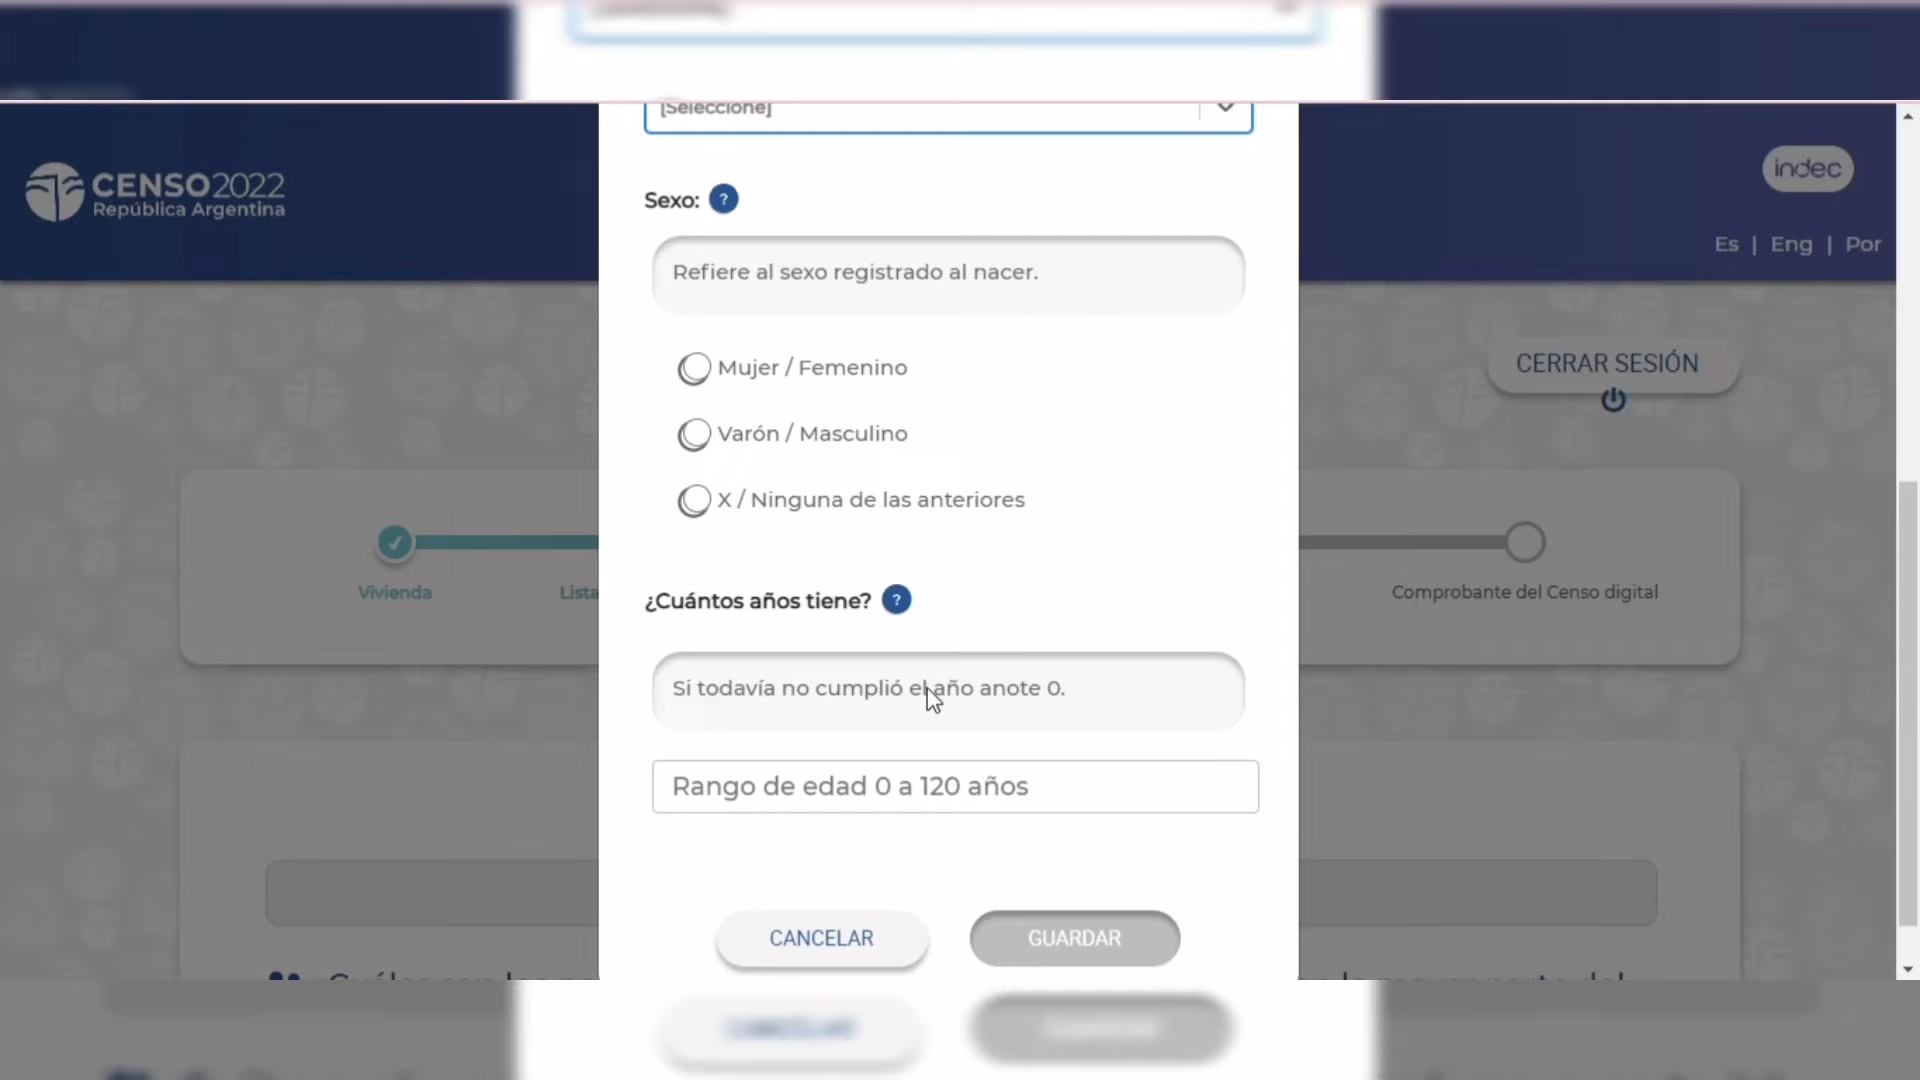 [Seleccione]
CENSO2022
República Argentina
indec
Es | Eng | Por
Sexo: ?
Refiere al sexo registrado al nacer.
Mujer / Femenino
Varón / Masculino
X / Ninguna de las anteriores
CERRAR SESIÓN
Vivienda
Lista
Comprobante del Censo digital
¿Cuántos años tiene? ?
Si todavía no cumplió el año anote 0.
Rango de edad 0 a 120 años
CANCELAR
GUARDAR